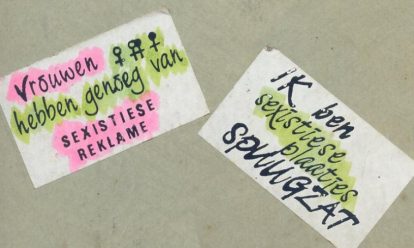 Vrouwen
hebben genoeg van
SEXISTIESE
REKLAME
IK ben
sexistiese
plaatjes
SPUUGZAT